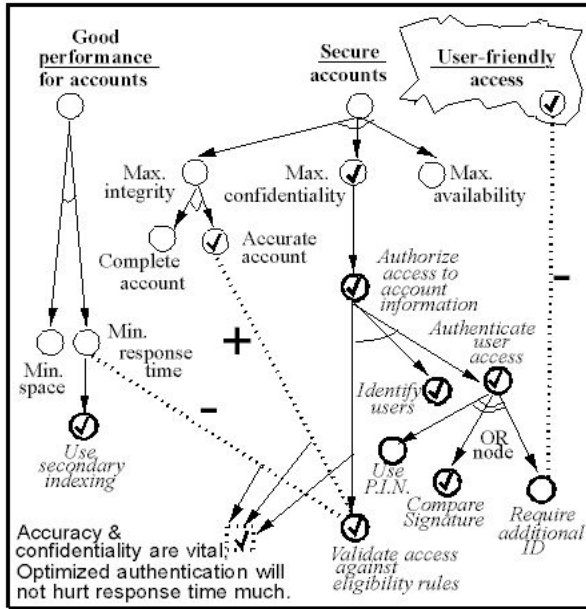 Good
performance
for accounts
Secure
accounts
User-friendly
access
Max.
integrity
Max.
confidentiality
Max.
availability
Complete
account
Accurate
account
Authorize
access to
account
information
Authenticate
user
access
Min.
space
Min.
response
time
+
-
-
Identify
users
Use
secondary
indexing
OR
node
Use
P.I.N.
Compare
Signature
Require
additional
ID
Validate access
against
eligibility rules
Accuracy &
confidentiality are vital;
Optimized authentication will
not hurt response time much.